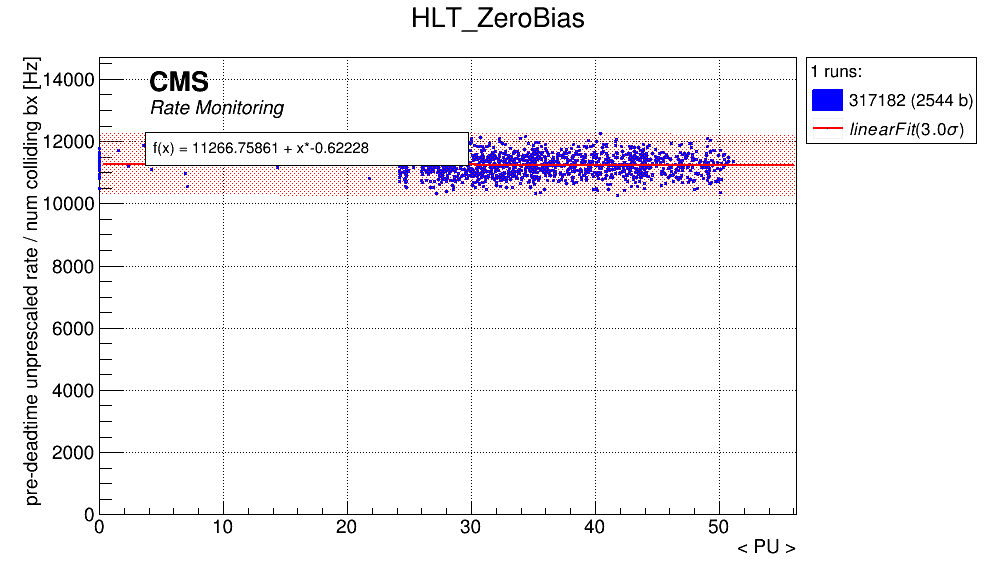 HLT_ZeroBias
pre-deadtime unprescaled rate / num colliding bx [Hz]
14000
12000
10000
8000
6000
4000
2000
0
CMS
Rate Monitoring
f(x) = 11266.75861 + x*-0.62228
0 10 20 30 40 50
< PU >
1 runs:
317182 (2544 b)
linearFit(3.0σ)